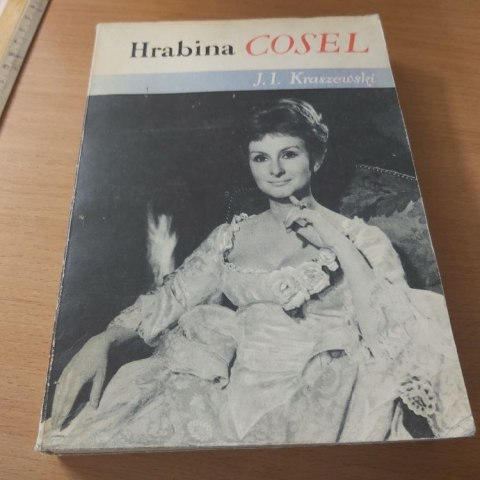 Hrabina COSEL
J. I. Kraszewski